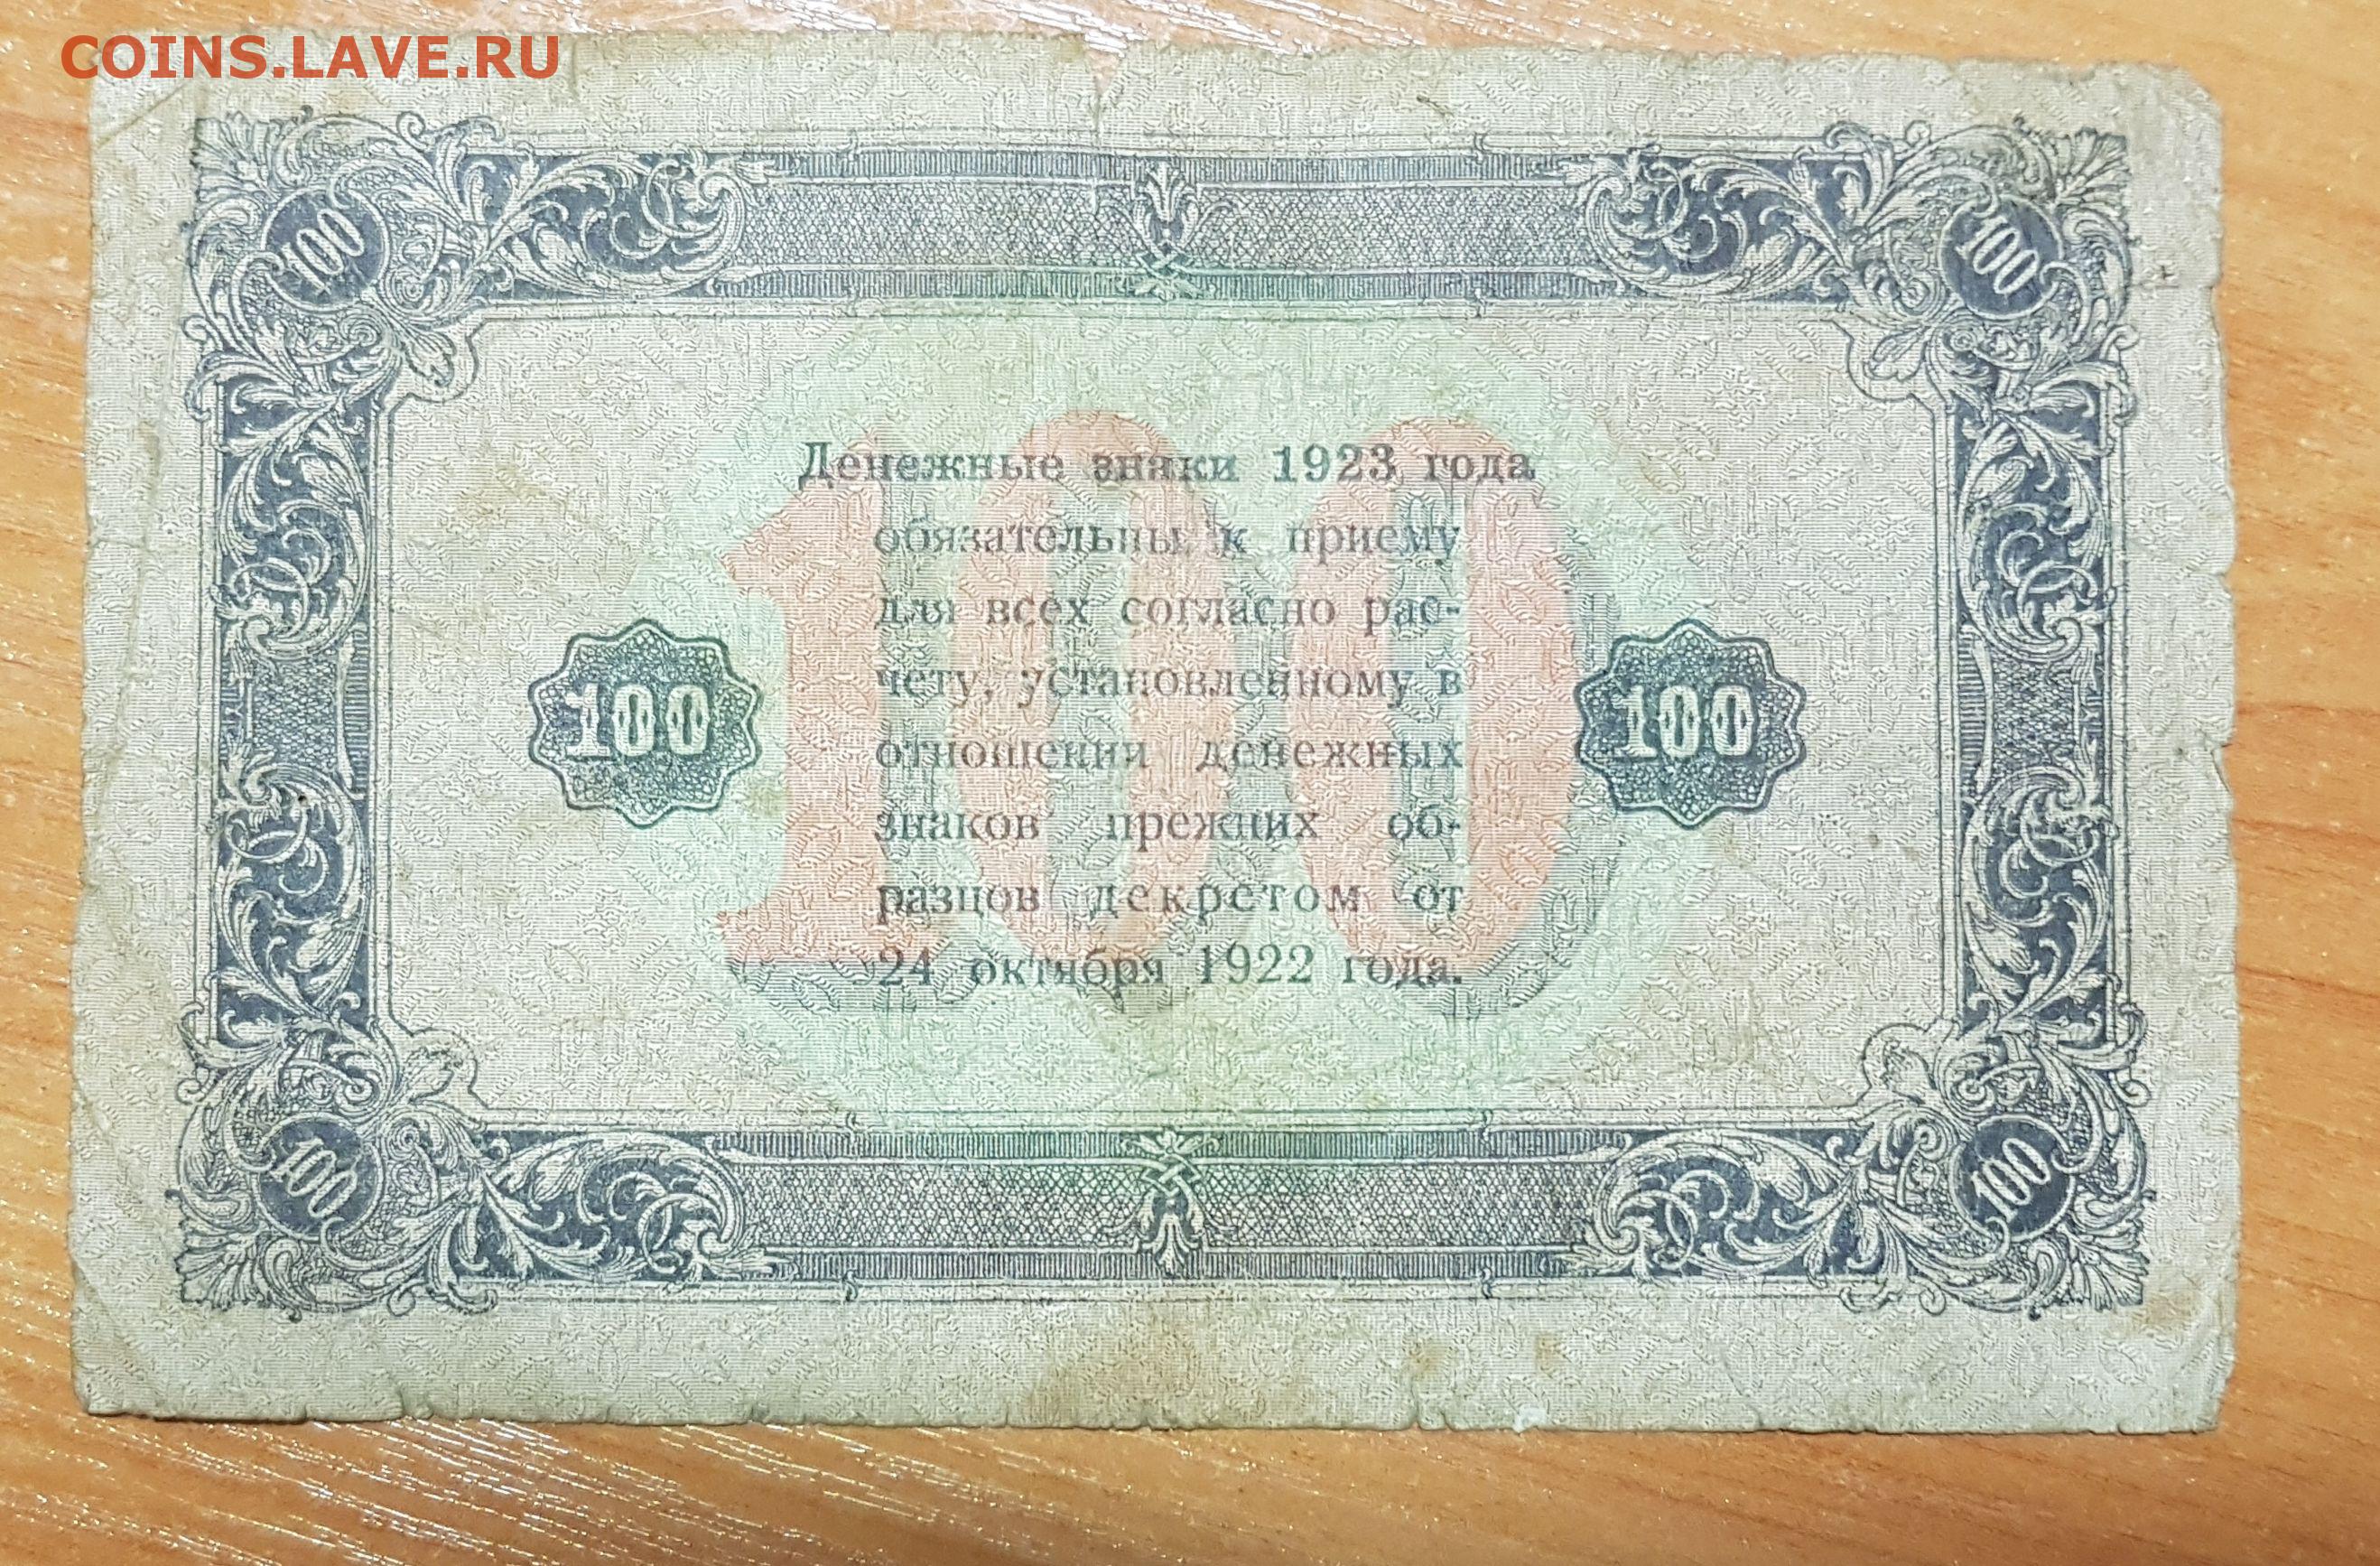 COINS.LAVE.RU
100 100
Денежные знаки 1923 года
обязательны к приему
для всех согласно рас-
чету, установленному в
отношении денежных
знаков прежних об-
разцов декретом от
24 октября 1922 года.
100
100 100
100 100